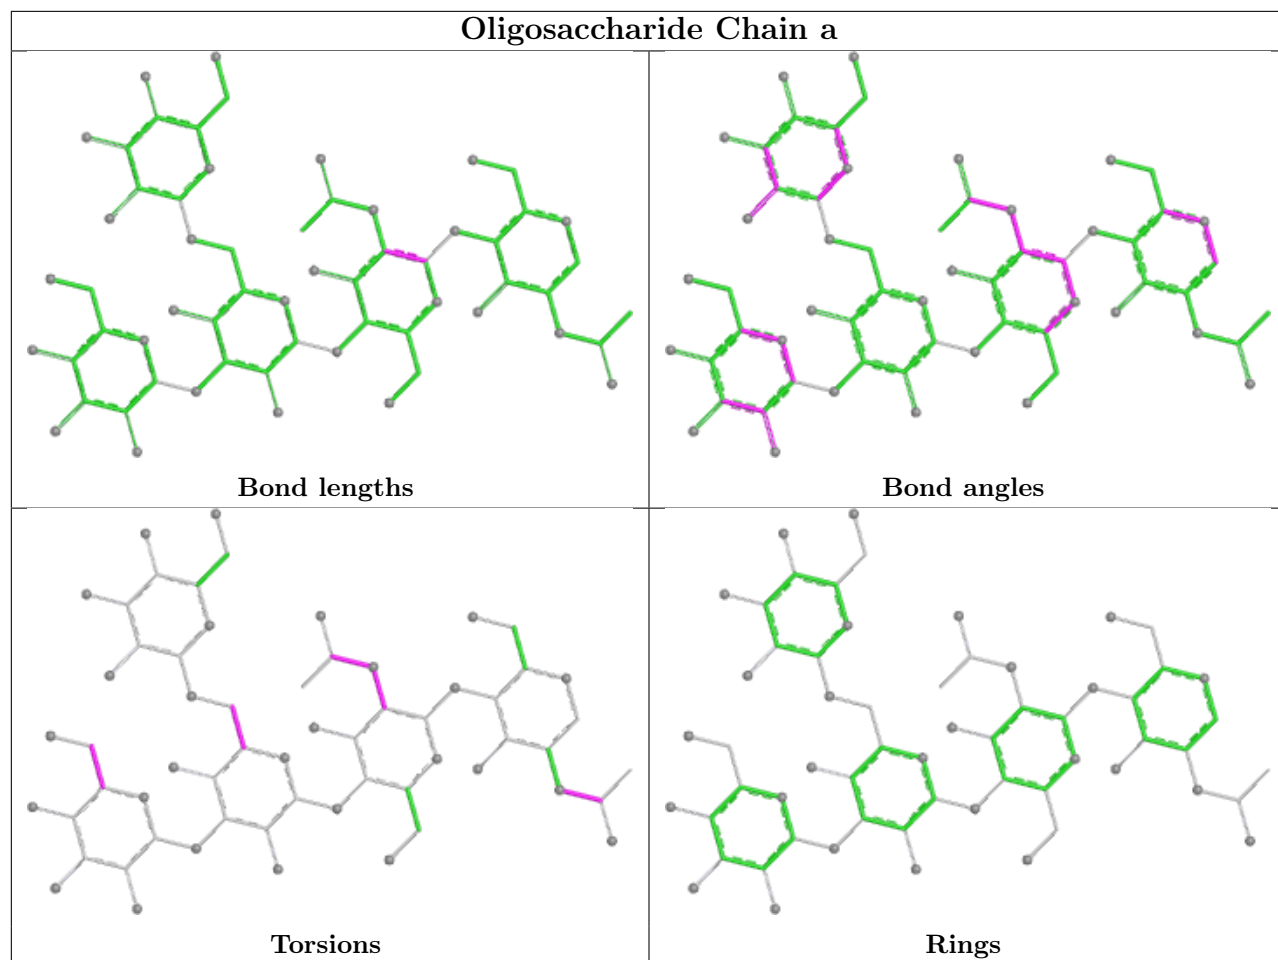 Oligosaccharide Chain a
Bond lengths
Bond angles
Torsions
Rings